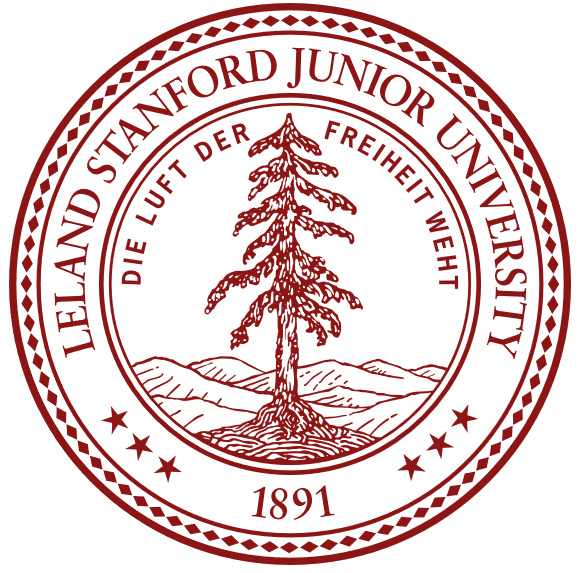 LELAND STANFORD JUNIOR UNIVERSITY
DIE LUFT DER FREIHEIT WEHT
1891